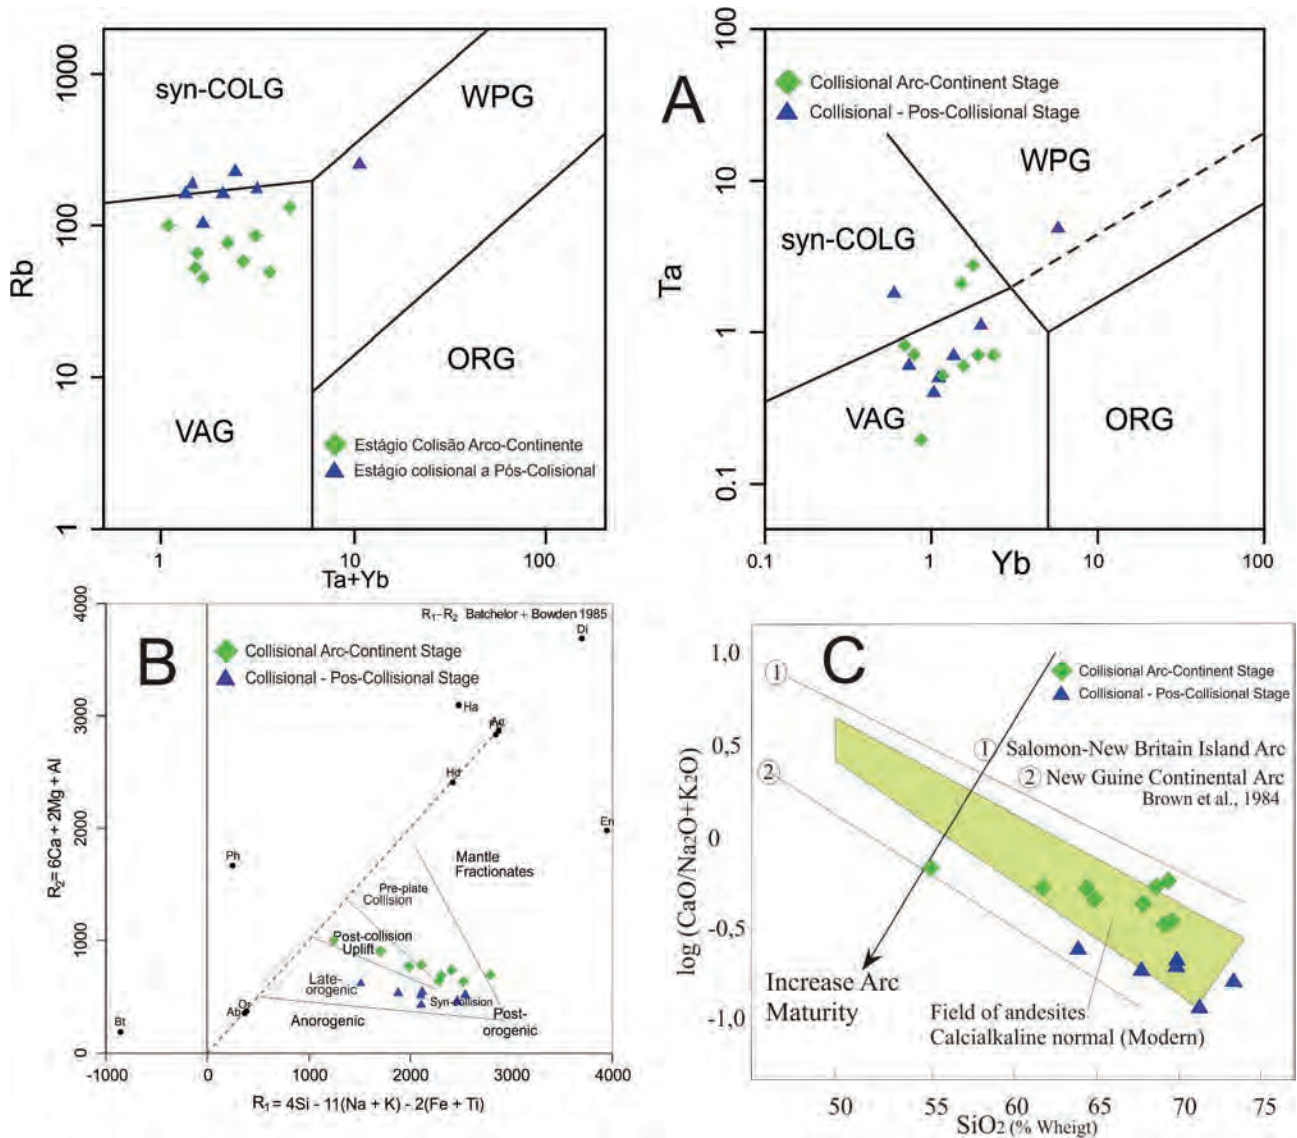 1000
100
10
1
Rb
syn-COLG
WPG
ORG
VAG
Estágio Colisão Arco-Continente
Estágio colisional a Pós-Colisional
1
10
100
Ta+Yb
A
100
10
1
0.1
Ta
Collisional Arc-Continent Stage
Collisional - Pos-Collisional Stage
WPG
syn-COLG
VAG
ORG
0.1
1
10
100
Yb
B
R₁-R₂ Batchelor + Bowden 1985
Collisional Arc-Continent Stage
Collisional - Pos-Collisional Stage
4000
3000
2000
1000
0
R₂= 6Ca + 2Mg + Al
Di
Ha
Hd
En
Ph
Mantle
Fractionates
Pre-plate
Collision
Post-collision
Uplift
Late-
orogenic
Syn-collision
Anorogenic
Post-
orogenic
Or
Ab
Bt
-1000
0
1000
2000
3000
4000
R₁ = 4Si - 11(Na + K) - 2(Fe + Ti)
C
1,0
0,5
0
-0,5
-1,0
log (CaO/Na₂O+K₂O)
Collisional Arc-Continent Stage
Collisional - Pos-Collisional Stage
1
2
1 Salomon-New Britain Island Arc
2 New Guine Continental Arc
Brown et al., 1984
Increase Arc
Maturity
Field of andesites
Calcialkaline normal (Modern)
50
55
60
65
70
75
SiO₂ (% Wheigt)